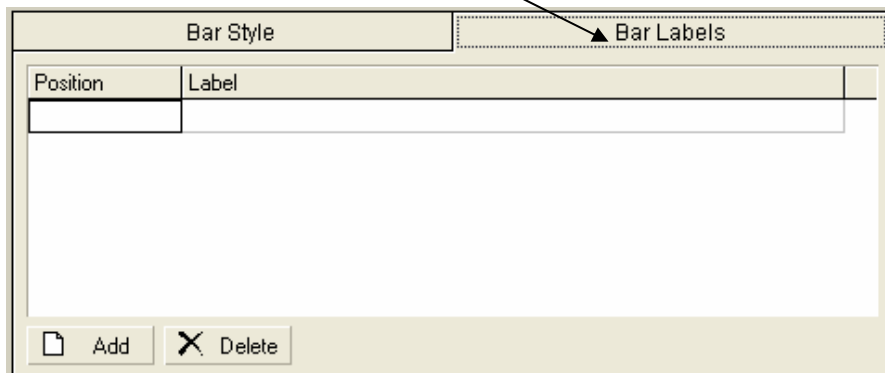 Bar Style Bar Labels
Position Label
Add Delete